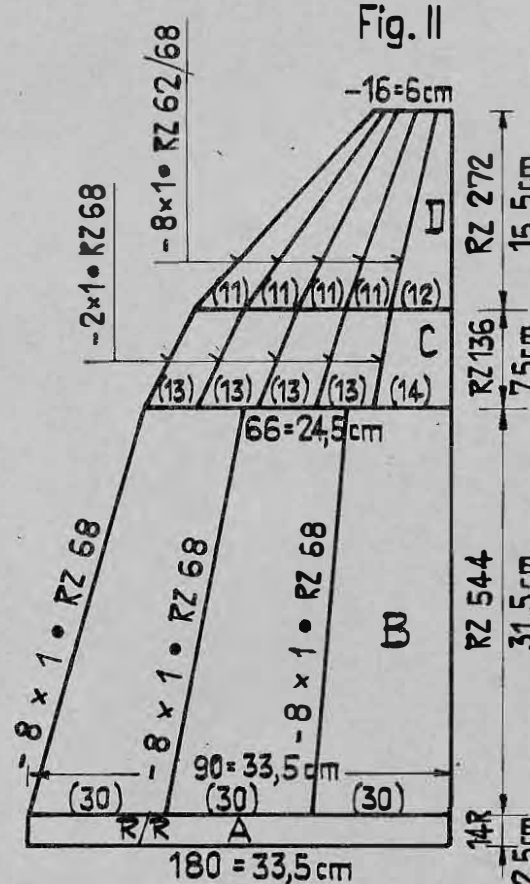 Fig. II
-16=6cm
-8×1• RZ 62/68
-2×1• RZ 68
D
RZ 272
15,5cm
(11) (11) (11) (11) (12)
C
RZ 136
7,5cm
(13) (13) (13) (13) (14)
66=24,5cm
-8 × 1 • RZ 68
-8 × 1 • RZ 68
-8 × 1 • RZ 68
B
RZ 544
31,5cm
90=33,5cm
(30) (30) (30)
R/R A
14R
2,5cm
180 = 33,5cm